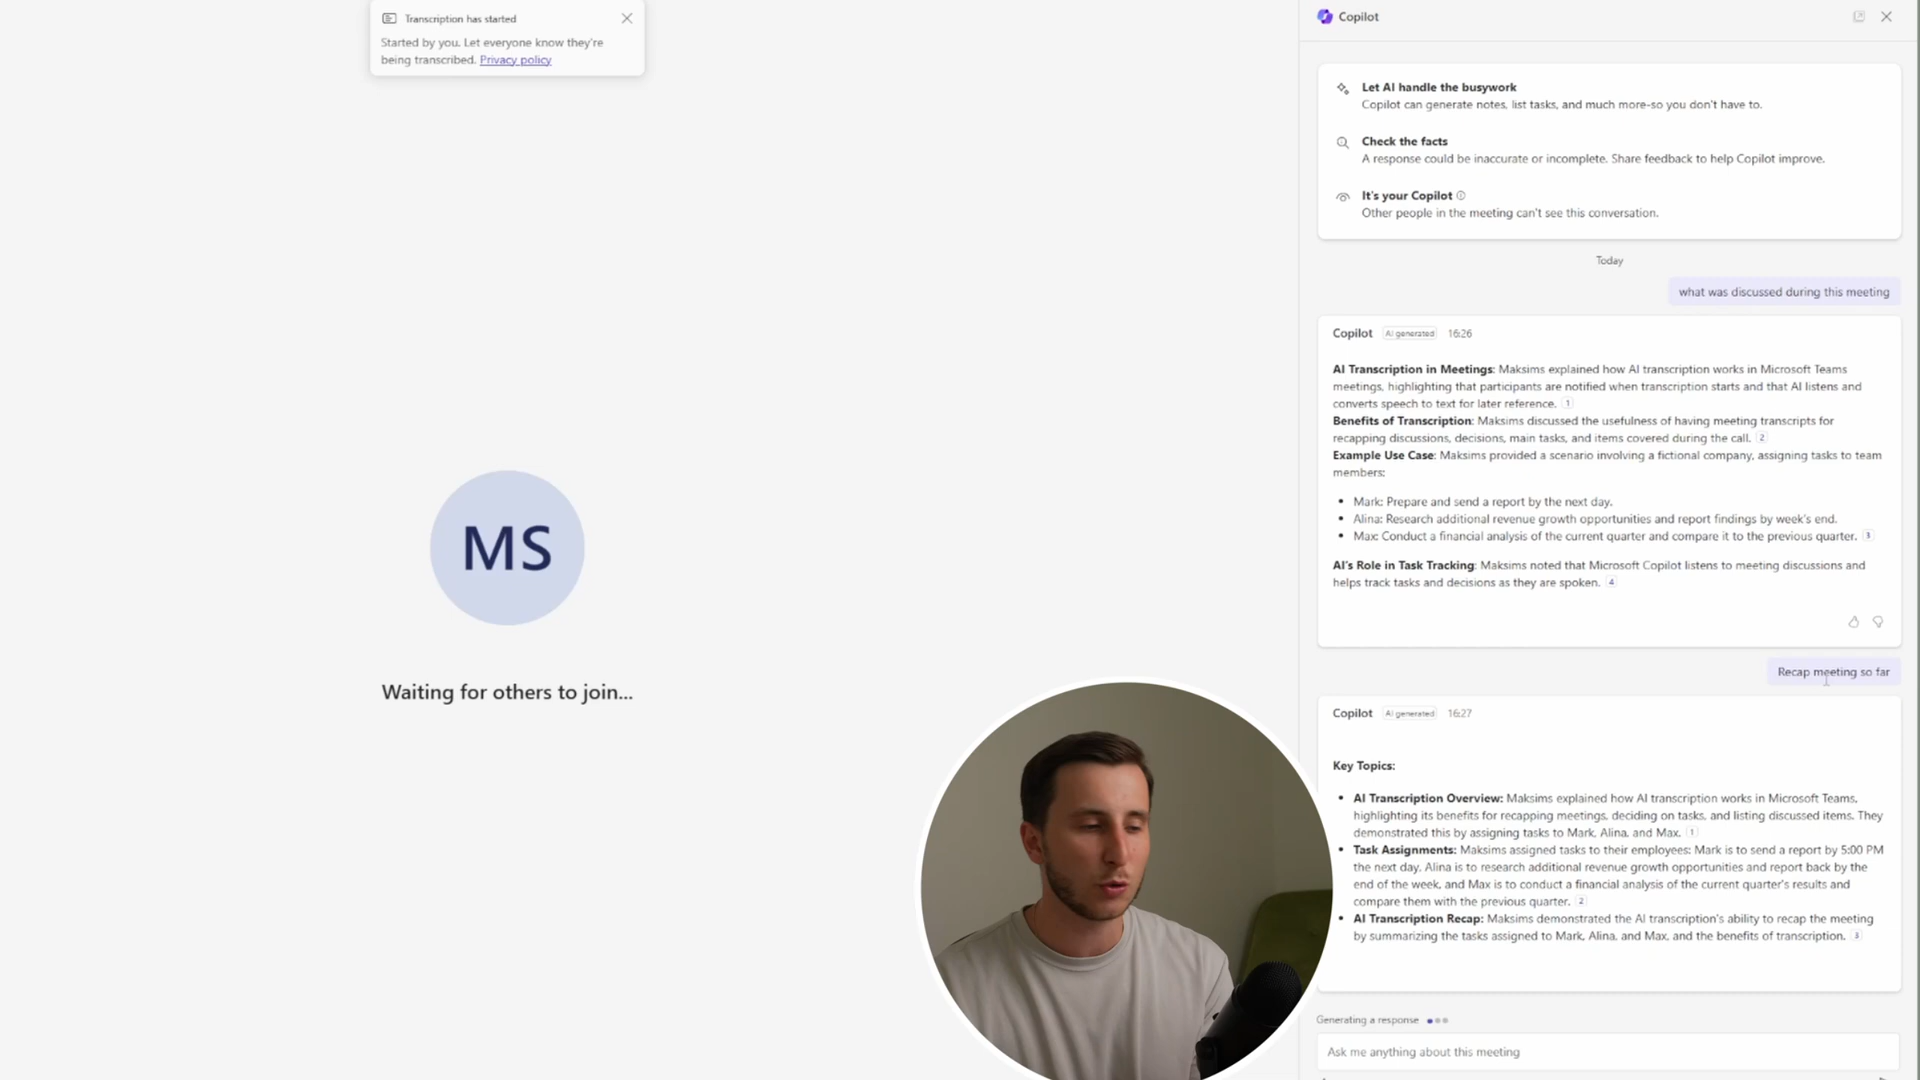 Transcription has started
Started by you. Let everyone know they're
being transcribed. Privacy policy
MS
Waiting for others to join...
Copilot
Let AI handle the busywork
Copilot can generate notes, list tasks, and much more-so you don't have to.
Check the facts
A response could be inaccurate or incomplete. Share feedback to help Copilot improve.
It's your Copilot
Other people in the meeting can't see this conversation.
Today
what was discussed during this meeting
Copilot AI generated 16:26
AI Transcription in Meetings: Maksims explained how AI transcription works in Microsoft Teams
meetings, highlighting that participants are notified when transcription starts and that AI listens and
converts speech to text for later reference. 1
Benefits of Transcription: Maksims discussed the usefulness of having meeting transcripts for
recapping discussions, decisions, main tasks, and items covered during the call. 2
Example Use Case: Maksims provided a scenario involving a fictional company, assigning tasks to team
members:
• Mark: Prepare and send a report by the next day.
• Alina: Research additional revenue growth opportunities and report findings by week's end.
• Max: Conduct a financial analysis of the current quarter and compare it to the previous quarter. 3
AI's Role in Task Tracking: Maksims noted that Microsoft Copilot listens to meeting discussions and
helps track tasks and decisions as they are spoken. 4
Recap meeting so far
Copilot AI generated 16:27
Key Topics:
• AI Transcription Overview: Maksims explained how AI transcription works in Microsoft Teams,
highlighting its benefits for recapping meetings, deciding on tasks, and listing discussed items. They
demonstrated this by assigning tasks to Mark, Alina, and Max. 1
• Task Assignments: Maksims assigned tasks to their employees: Mark is to send a report by 5:00 PM
the next day, Alina is to research additional revenue growth opportunities and report back by the
end of the week, and Max is to conduct a financial analysis of the current quarter's results and
compare them with the previous quarter. 2
• AI Transcription Recap: Maksims demonstrated the AI transcription's ability to recap the meeting
by summarizing the tasks assigned to Mark, Alina, and Max, and the benefits of transcription. 3
Generating a response
Ask me anything about this meeting